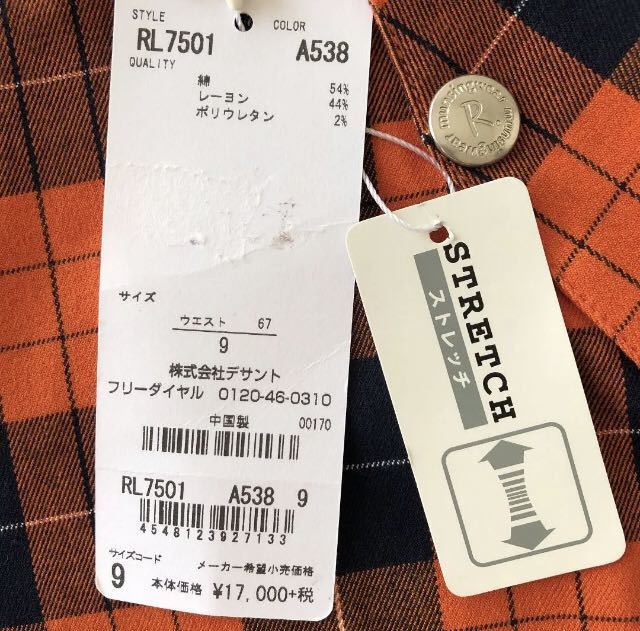 STYLE COLOR
RL7501 A538
QUALITY
綿 54%
レーヨン 44%
ポリウレタン 2%
サイズ
ウエスト 67
9
株式会社デサント
フリーダイヤル 0120-46-0310
中国製 00170
RL7501 A538 9
4548123927133
サイズコード メーカー希望小売価格
9 本体価格 ¥17,000+税
munsingwear
R.
munsingwear
STRETCH
ストレッチ